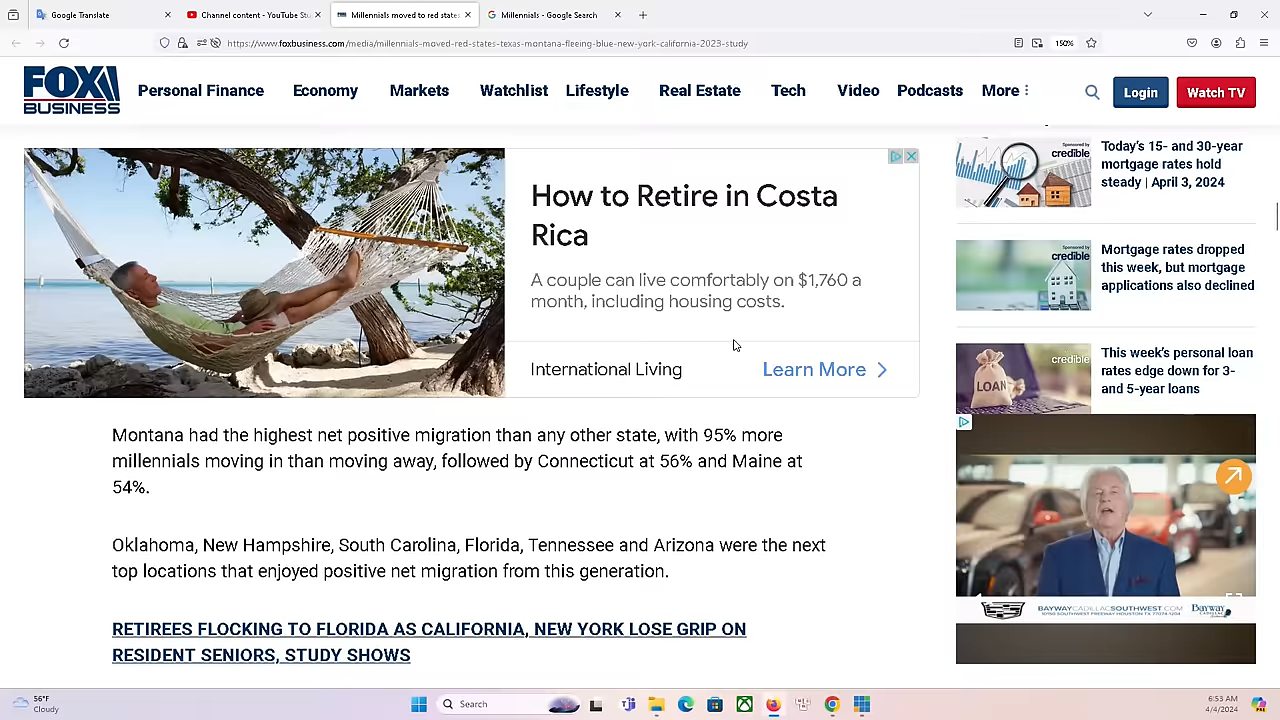 Google Translate
Channel content - YouTube Stu
Millennials moved to red states
Millennials - Google Search
https://www.foxbusiness.com/media/millennials-moved-red-states-texas-montana-fleeing-blue-new-york-california-2023-study
150%
FOX
BUSINESS
Personal Finance
Economy
Markets
Watchlist
Lifestyle
Real Estate
Tech
Video
Podcasts
More
Login
Watch TV
How to Retire in Costa
Rica
A couple can live comfortably on $1,760 a
month, including housing costs.
International Living
Learn More
Sponsored by
credible
Today's 15- and 30-year
mortgage rates hold
steady | April 3, 2024
Sponsored by
credible
Mortgage rates dropped
this week, but mortgage
applications also declined
credible
LOAN
This week's personal loan
rates edge down for 3-
and 5-year loans
Montana had the highest net positive migration than any other state, with 95% more
millennials moving in than moving away, followed by Connecticut at 56% and Maine at
54%.
Oklahoma, New Hampshire, South Carolina, Florida, Tennessee and Arizona were the next
top locations that enjoyed positive net migration from this generation.
RETIREES FLOCKING TO FLORIDA AS CALIFORNIA, NEW YORK LOSE GRIP ON
RESIDENT SENIORS, STUDY SHOWS
BAYWAYCADILLACSOUTHWEST.COM
Bayway
56°F
Cloudy
Search
6:53 AM
4/4/2024